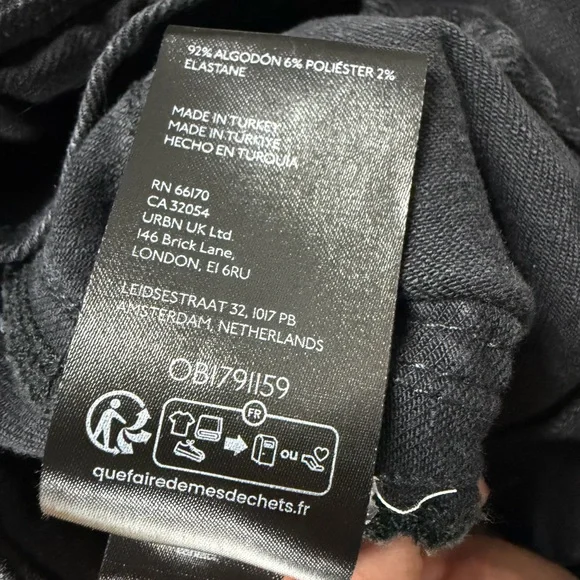 92% ALGODÓN 6% POLIÉSTER 2%
ELASTANE
MADE IN TURKEY
MADE IN TÜRKİYE
HECHO EN TURQUÍA
RN 66170
CA 32054
URBN UK Ltd.
146 Brick Lane,
LONDON, E1 6RU
LEIDSESTRAAT 32, 1017 PB
AMSTERDAM, NETHERLANDS
OB1791159
FR
ou
quefairedemesdechets.fr